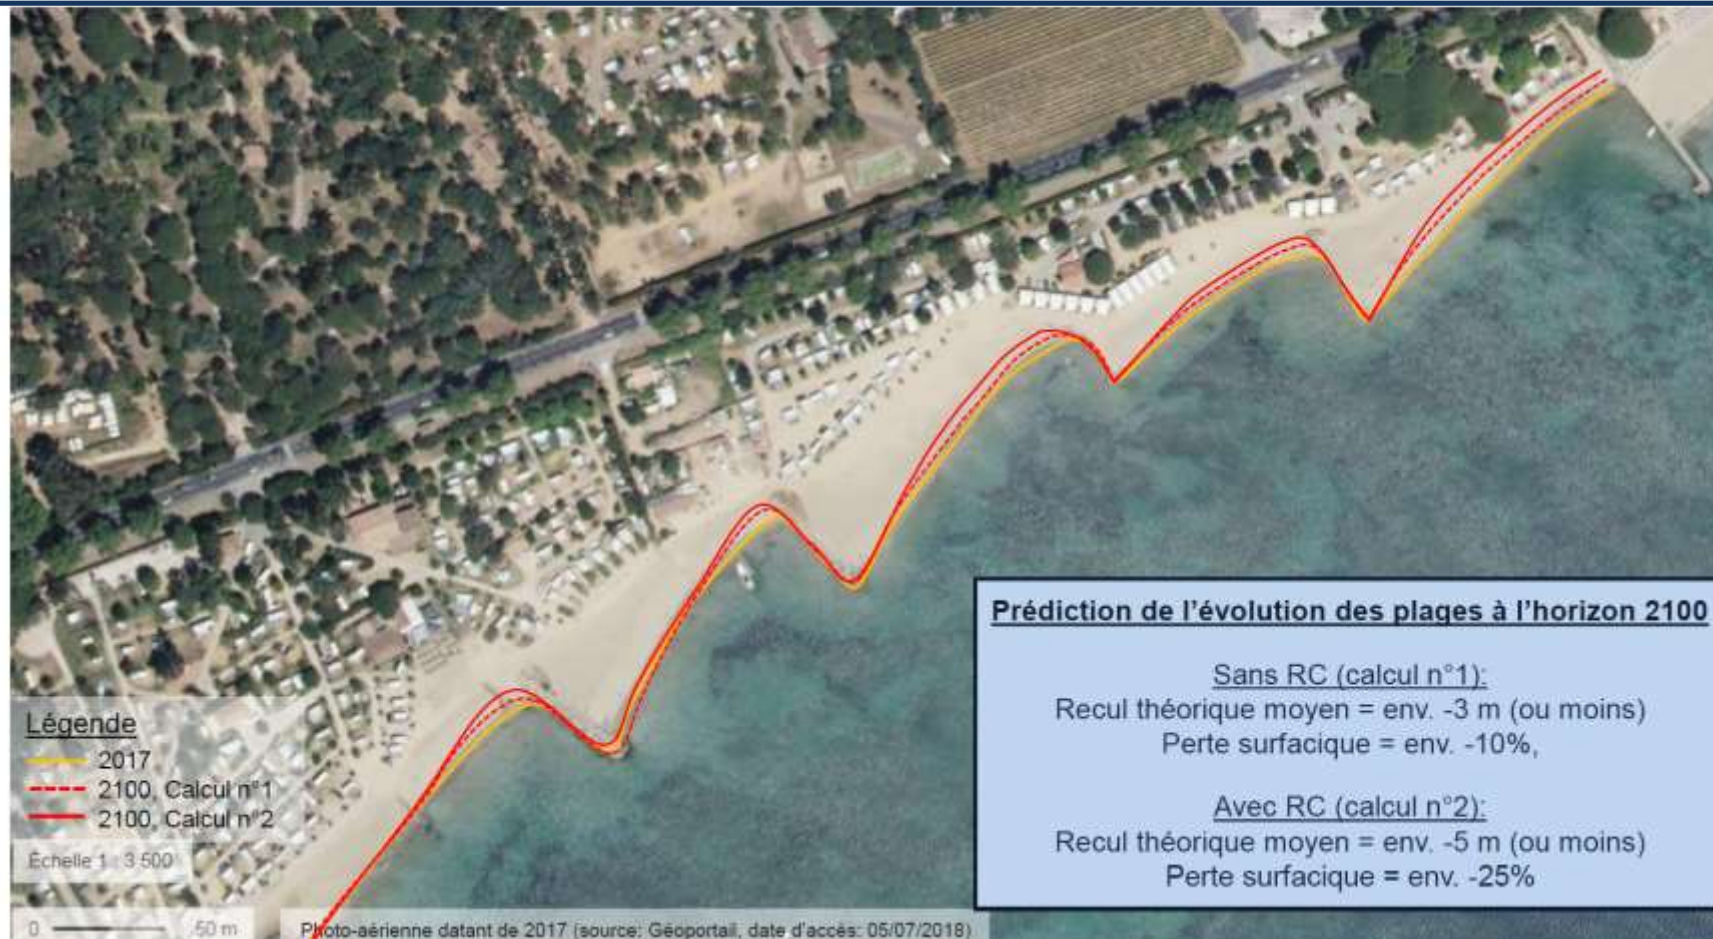 Prédiction de l'évolution des plages à l'horizon 2100
Sans RC (calcul n°1):
Recul théorique moyen = env. -3 m (ou moins)
Perte surfacique = env. -10%,
Avec RC (calcul n°2):
Recul théorique moyen = env. -5 m (ou moins)
Perte surfacique = env. -25%
Légende
2017
2100, Calcul n°1
2100, Calcul n°2
Échelle 1 : 3 500
0 50 m
Photo-aérienne datant de 2017 (source: Géoportail, date d'accès: 05/07/2018)